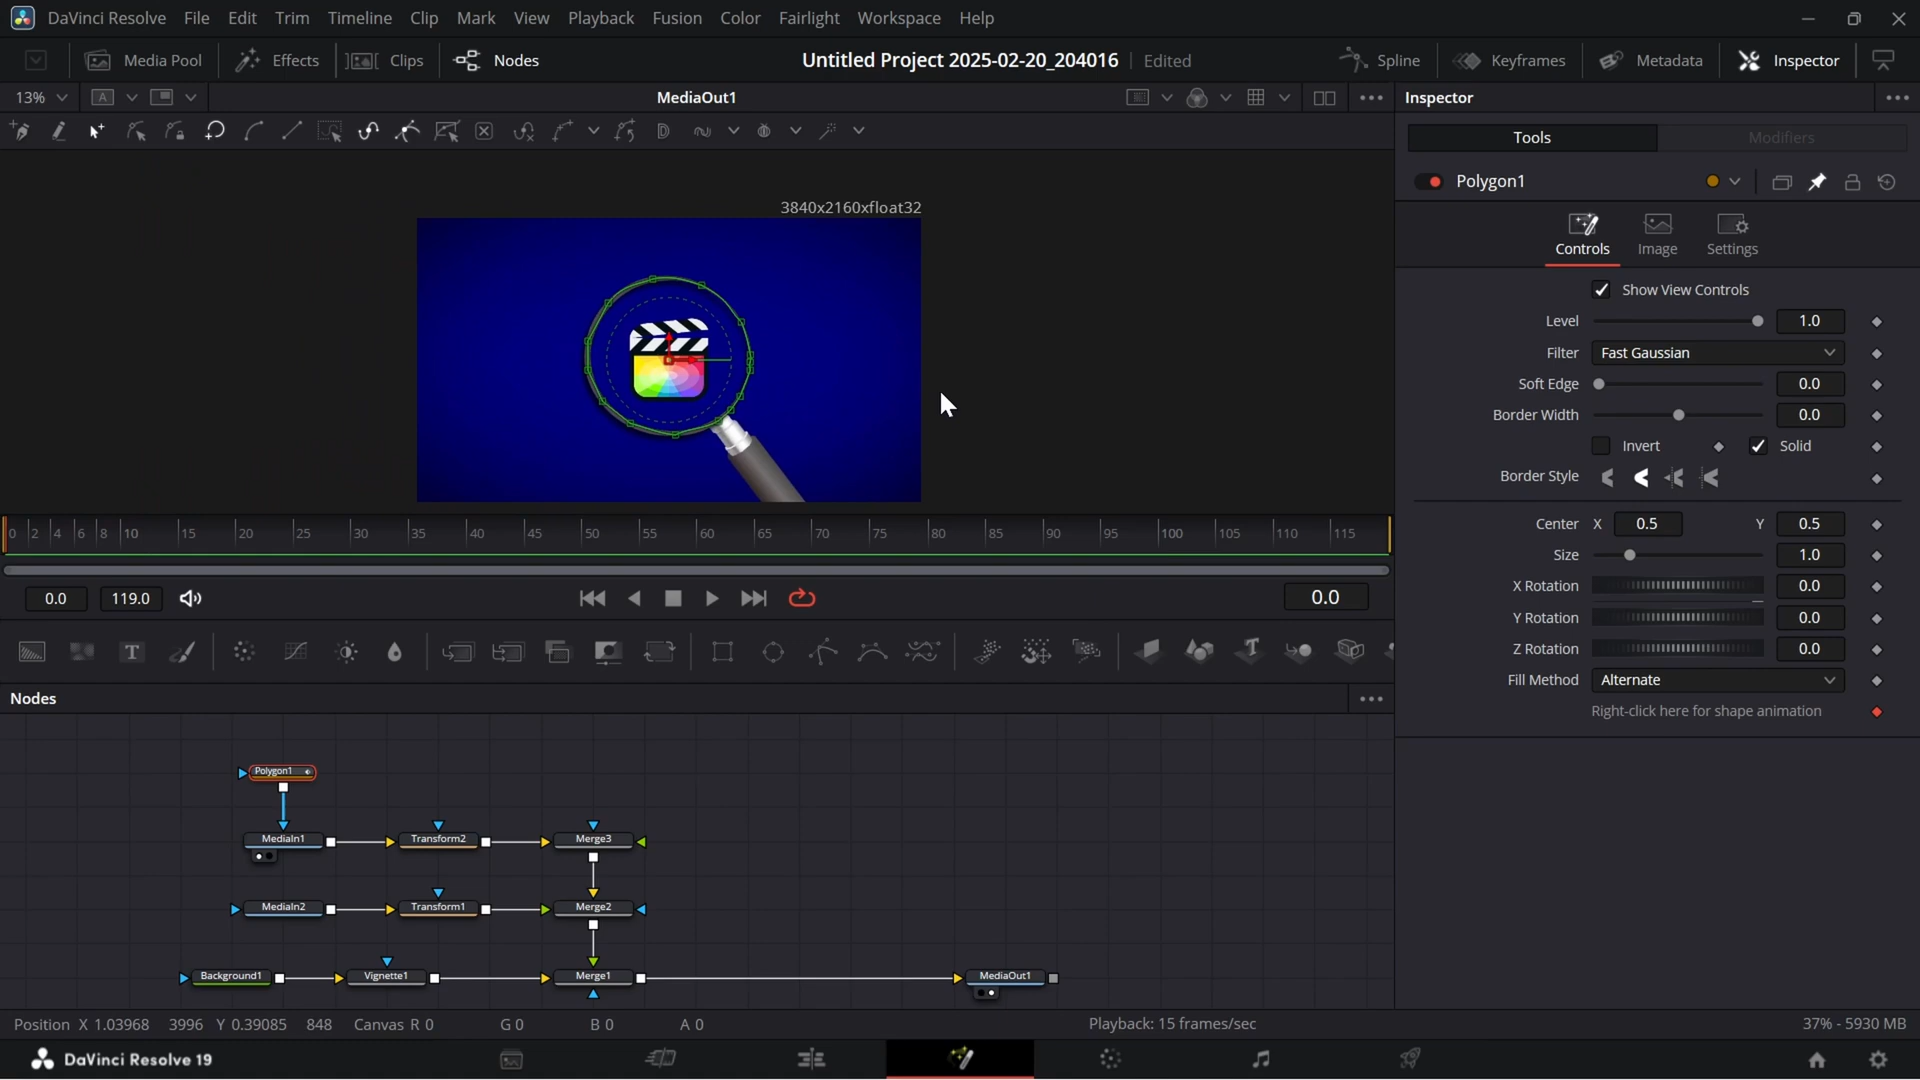 DaVinci Resolve File Edit Trim Timeline Clip Mark View Playback Fusion Color Fairlight Workspace Help
Media Pool Effects Clips Nodes Untitled Project 2025-02-20_204016 Edited Spline Keyframes Metadata Inspector
13% A MediaOut1 Inspector
Tools Modifiers
Polygon1
3840x2160xfloat32
Controls Image Settings
Show View Controls
Level 1.0
Filter Fast Gaussian
Soft Edge 0.0
Border Width 0.0
Invert Solid
Border Style
Center X 0.5 Y 0.5
0 2 4 6 8 10 15 20 25 30 35 40 45 50 55 60 65 70 75 80 85 90 95 100 105 110 115
Size 1.0
X Rotation 0.0
0.0 119.0 0.0
Y Rotation 0.0
Z Rotation 0.0
Fill Method Alternate
Nodes
Right-click here for shape animation
Polygon1
MediaIn1 Transform2 Merge3
MediaIn2 Transform1 Merge2
Background1 Vignette1 Merge1 MediaOut1
Position X 1.03968 3996 Y 0.39085 848 Canvas R 0 G 0 B 0 A 0 Playback: 15 frames/sec 37% - 5930 MB
DaVinci Resolve 19